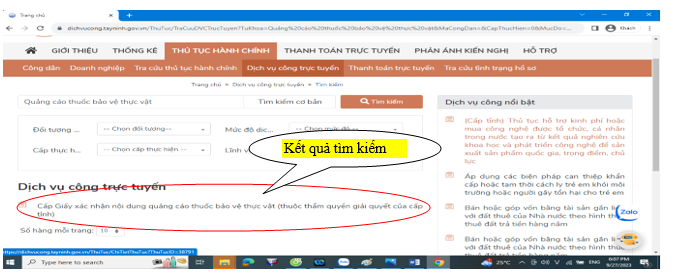 Trang chủ
dichvucong.tayninh.gov.vn/ThuTuc/TraCuuDVCTrucTuyen?TuKhoa=Quảng%20cáo%20thuốc%20bảo%20vệ%20thực%20vật&MaCongDan=&CapThucHien=0&MucDo=...
Khách
GIỚI THIỆU THỐNG KÊ THỦ TỤC HÀNH CHÍNH THANH TOÁN TRỰC TUYẾN PHẢN ÁNH KIẾN NGHỊ HỖ TRỢ
Công dân Doanh nghiệp Tra cứu thủ tục hành chính Dịch vụ công trực tuyến Thanh toán trực tuyến Tra cứu tình trạng hồ sơ
Trang chủ » Dịch vụ công trực tuyến » Tìm kiếm
Quảng cáo thuốc bảo vệ thực vật Tìm kiếm cơ bản Tìm kiếm
Đối tượng ... -- Chọn đối tượng-- Mức độ dịc... -- Chọn mức
Cấp thực h... -- Chọn cấp thực hiện -- Lĩnh v
Kết quả tìm kiếm
Dịch vụ công trực tuyến
Cấp Giấy xác nhận nội dung quảng cáo thuốc bảo vệ thực vật (thuộc thẩm quyền giải quyết của cấp
tỉnh)
Số hàng mỗi trang: 16
Dịch vụ công nổi bật
[Cấp tỉnh] Thủ tục hỗ trợ kinh phí hoặc
mua công nghệ được tổ chức, cá nhân
trong nước tạo ra từ kết quả nghiên cứu
khoa học và phát triển công nghệ để sản
xuất sản phẩm quốc gia, trọng điểm, chủ
lực
Áp dụng các biện pháp can thiệp khẩn
cấp hoặc tạm thời cách ly trẻ em khỏi môi
trường hoặc người gây tổn hại cho trẻ em
Bán hoặc góp vốn bằng tài sản gắn li
với đất thuê của Nhà nước theo hình th
thuê đất trả tiền hàng năm
Bán hoặc góp vốn bằng tài sản gắn li
với đất thuê của Nhà nước theo hình
Zalo
https://dichvucong.tayninh.gov.vn/ThuTuc/ChiTietThuTuc?ThuTucID=38791
Type here to search
25°C ENG 6:07 PM
9/27/2023